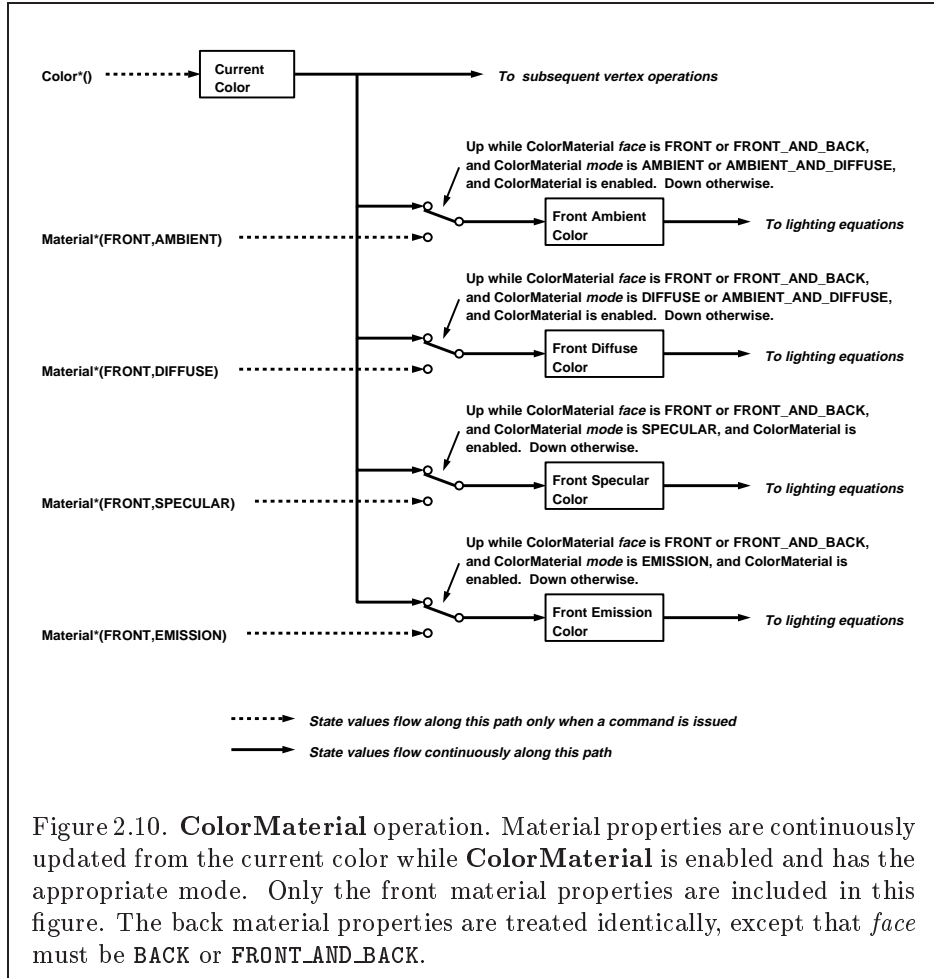 Color*()
Current
Color
To subsequent vertex operations
Up while ColorMaterial face is FRONT or FRONT_AND_BACK,
and ColorMaterial mode is AMBIENT or AMBIENT_AND_DIFFUSE,
and ColorMaterial is enabled. Down otherwise.
Material*(FRONT,AMBIENT)
Front Ambient
Color
To lighting equations
Up while ColorMaterial face is FRONT or FRONT_AND_BACK,
and ColorMaterial mode is DIFFUSE or AMBIENT_AND_DIFFUSE,
and ColorMaterial is enabled. Down otherwise.
Material*(FRONT,DIFFUSE)
Front Diffuse
Color
To lighting equations
Up while ColorMaterial face is FRONT or FRONT_AND_BACK,
and ColorMaterial mode is SPECULAR, and ColorMaterial is
enabled. Down otherwise.
Material*(FRONT,SPECULAR)
Front Specular
Color
To lighting equations
Up while ColorMaterial face is FRONT or FRONT_AND_BACK,
and ColorMaterial mode is EMISSION, and ColorMaterial is
enabled. Down otherwise.
Material*(FRONT,EMISSION)
Front Emission
Color
To lighting equations
State values flow along this path only when a command is issued
State values flow continuously along this path
Figure 2.10. ColorMaterial operation. Material properties are continuously
updated from the current color while ColorMaterial is enabled and has the
appropriate mode. Only the front material properties are included in this
figure. The back material properties are treated identically, except that face
must be BACK or FRONT_AND_BACK.